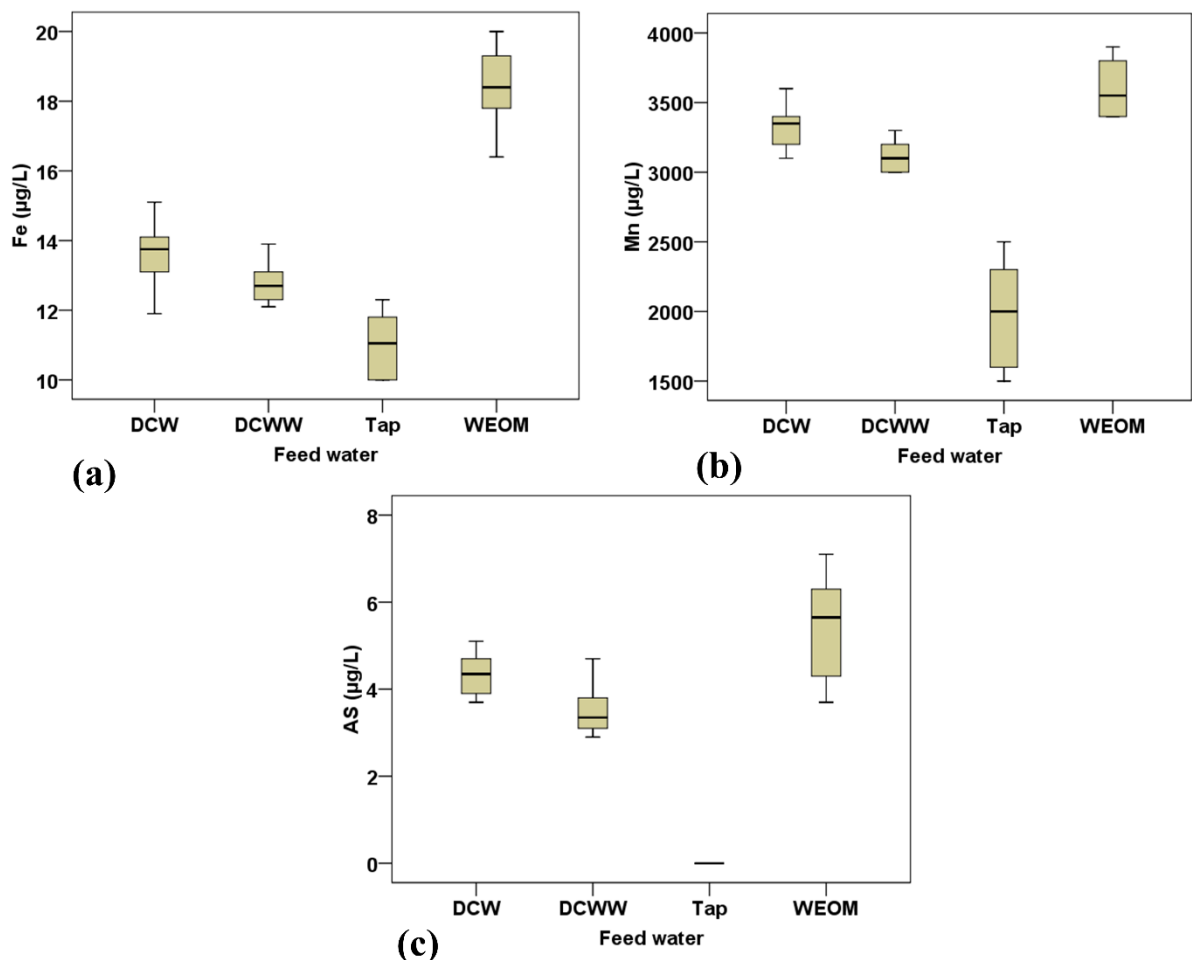 20
18
16
14
12
10
Fe (µg/L)
DCW DCWW Tap WEOM
Feed water
(a)
4000
3500
3000
2500
2000
1500
Mn (µg/L)
DCW DCWW Tap WEOM
Feed water
(b)
8
6
4
2
0
AS (µg/L)
DCW DCWW Tap WEOM
Feed water
(c)